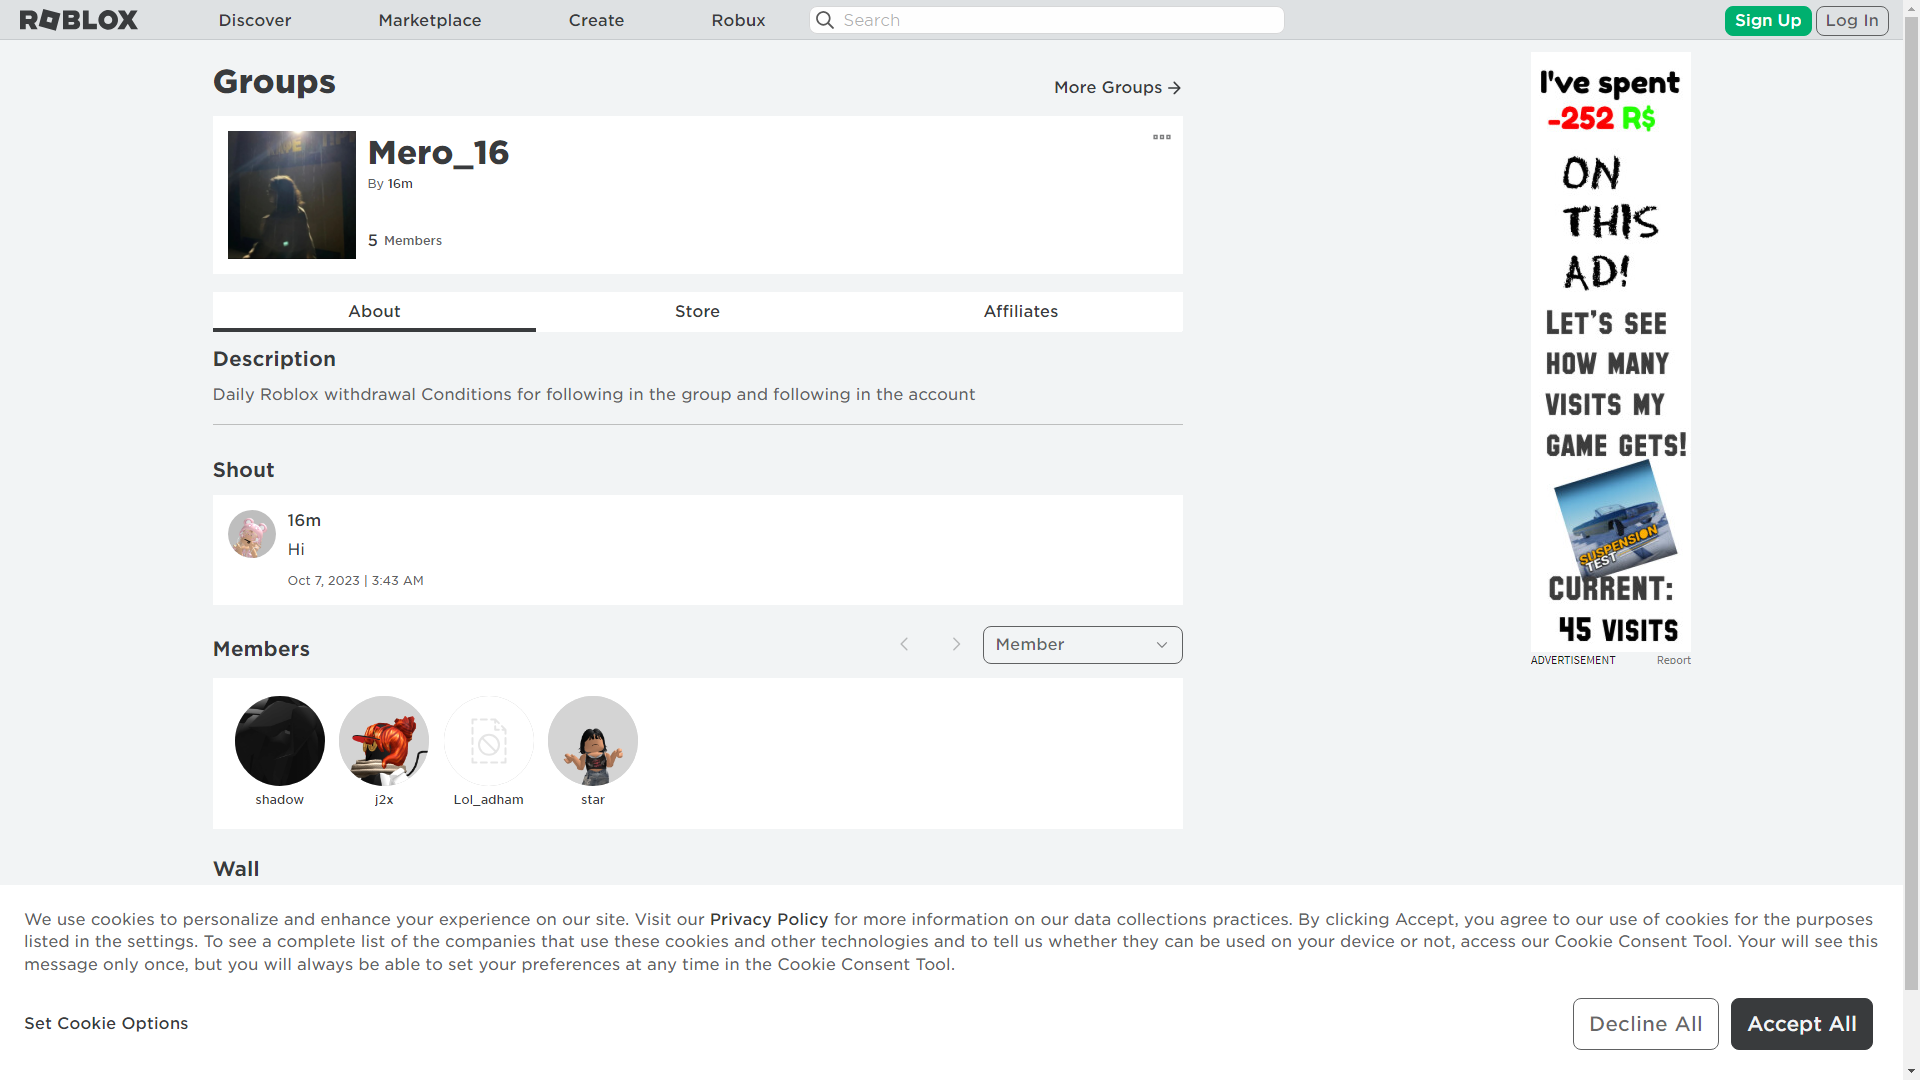 ROBLOX
Discover
Marketplace
Create
Robux
Search
Sign Up
Log In
Groups
More Groups →
Mero_16
By 16m
5 Members
About
Store
Affiliates
Description
Daily Roblox withdrawal Conditions for following in the group and following in the account
Shout
16m
Hi
Oct 7, 2023 | 3:43 AM
Members
Member
shadow
j2x
Lol_adham
star
Wall
I've spent
-252 R$
ON
THIS
AD!
LET'S SEE
HOW MANY
VISITS MY
GAME GETS!
SUSPENSION
TEST
CURRENT:
45 VISITS
ADVERTISEMENT
Report
We use cookies to personalize and enhance your experience on our site. Visit our Privacy Policy for more information on our data collections practices. By clicking Accept, you agree to our use of cookies for the purposes
listed in the settings. To see a complete list of the companies that use these cookies and other technologies and to tell us whether they can be used on your device or not, access our Cookie Consent Tool. Your will see this
message only once, but you will always be able to set your preferences at any time in the Cookie Consent Tool.
Set Cookie Options
Decline All
Accept All